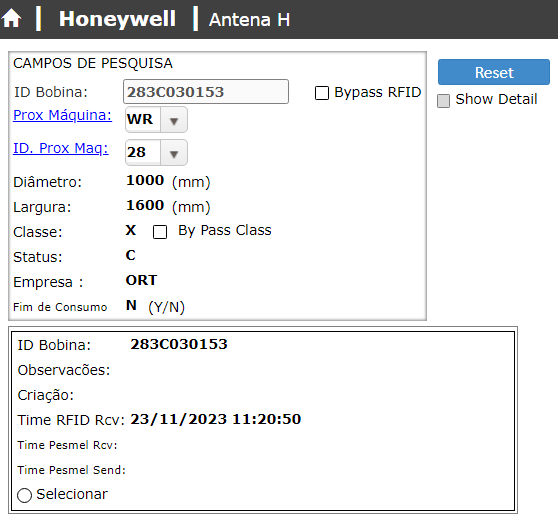 Honeywell | Antena H
CAMPOS DE PESQUISA
ID Bobina: 283C030153 Bypass RFID
Prox Máquina: WR
ID. Prox Maq: 28
Diâmetro: 1000 (mm)
Largura: 1600 (mm)
Classe: X By Pass Class
Status: C
Empresa : ORT
Fim de Consumo N (Y/N)
Reset
Show Detail
ID Bobina: 283C030153
Observacões:
Criação:
Time RFID Rcv: 23/11/2023 11:20:50
Time Pesmel Rcv:
Time Pesmel Send:
Selecionar